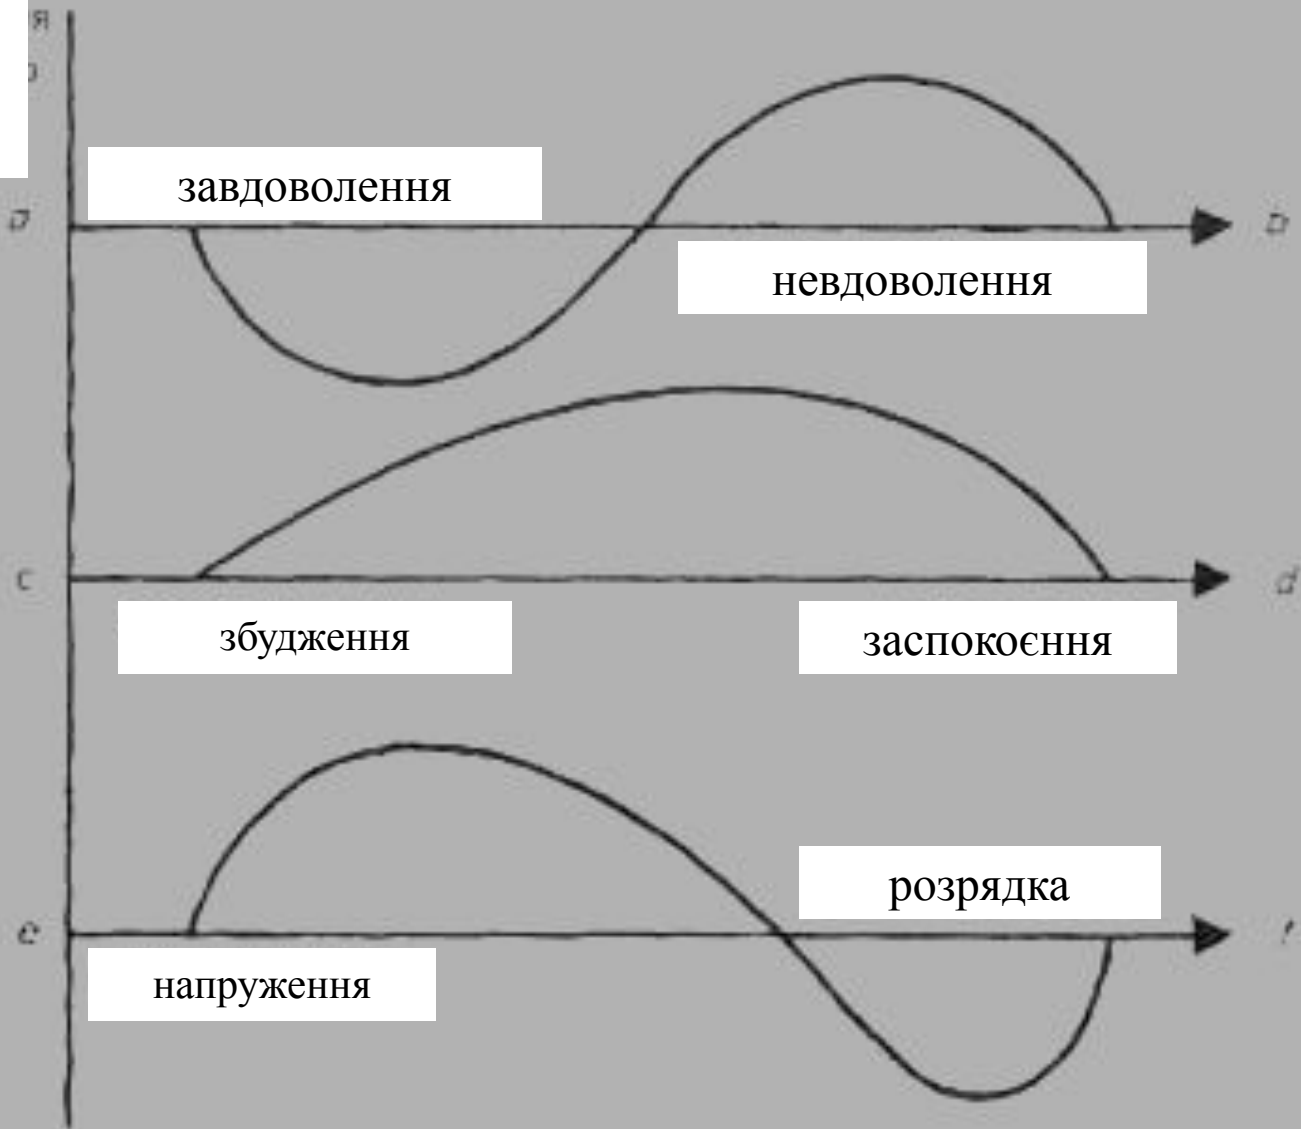 я
завдоволення
a
b
невдоволення
c
d
збудження
заспокоєння
розрядка
e
f
напруження